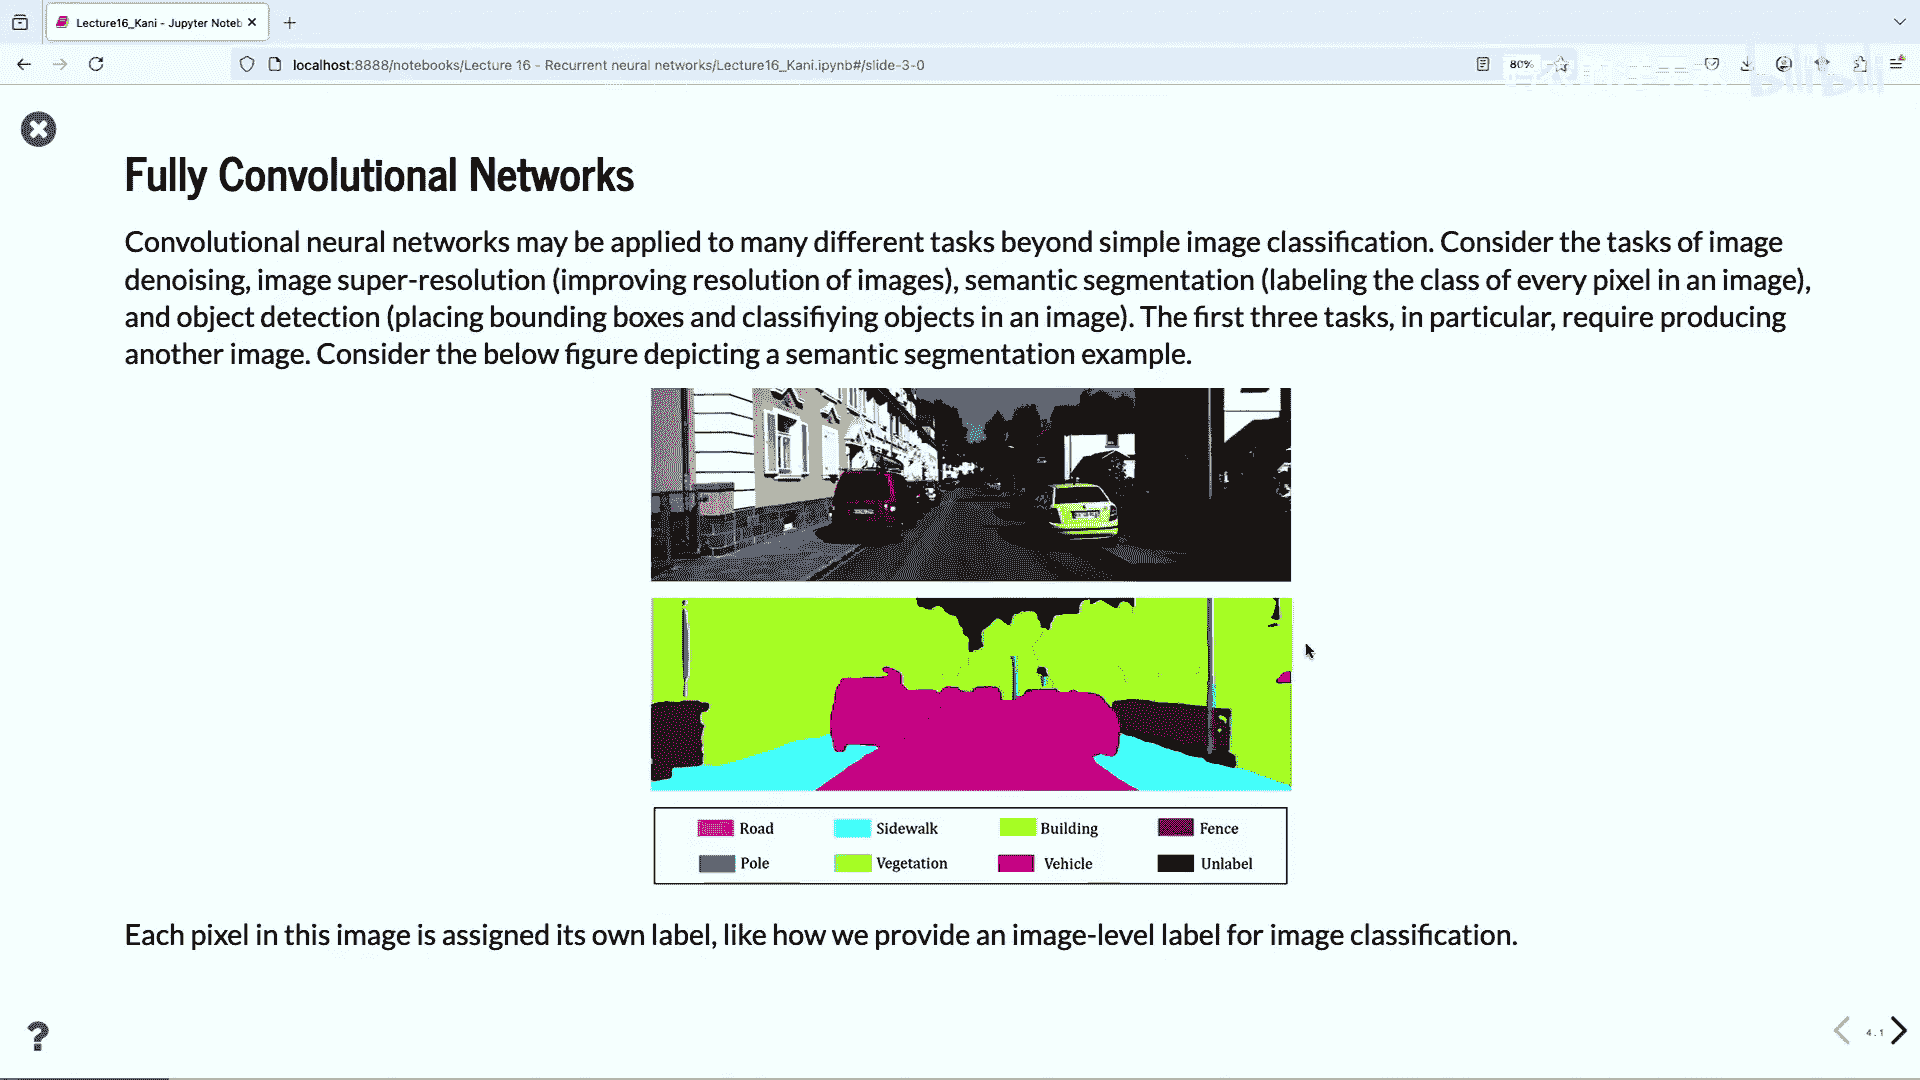 Lecture16_Kani - Jupyter Noteb
localhost:8888/notebooks/Lecture 16 - Recurrent neural networks/Lecture16_Kani.ipynb#/slide-3-0
80%
bilibili
Fully Convolutional Networks
Convolutional neural networks may be applied to many different tasks beyond simple image classification. Consider the tasks of image
denoising, image super-resolution (improving resolution of images), semantic segmentation (labeling the class of every pixel in an image),
and object detection (placing bounding boxes and classifiying objects in an image). The first three tasks, in particular, require producing
another image. Consider the below figure depicting a semantic segmentation example.
Road Sidewalk Building Fence
Pole Vegetation Vehicle Unlabel
Each pixel in this image is assigned its own label, like how we provide an image-level label for image classification.
?
4.1